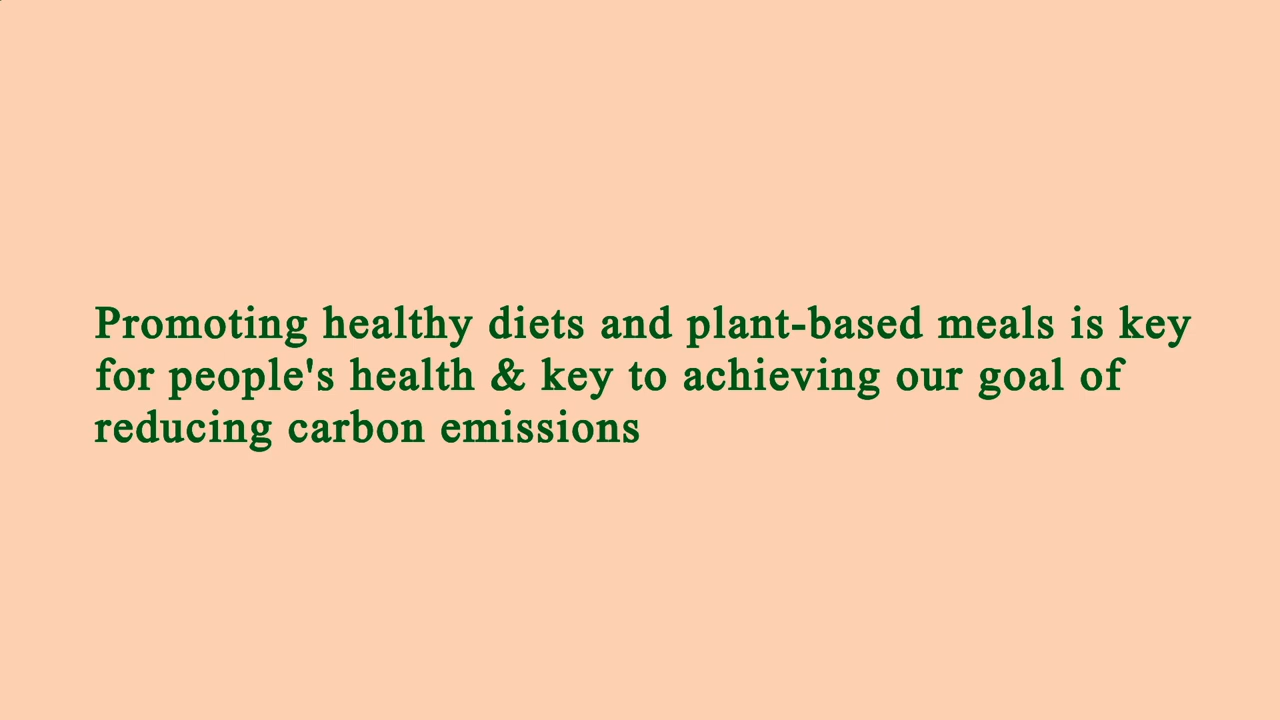 Promoting healthy diets and plant-based meals is key
for people's health & key to achieving our goal of
reducing carbon emissions